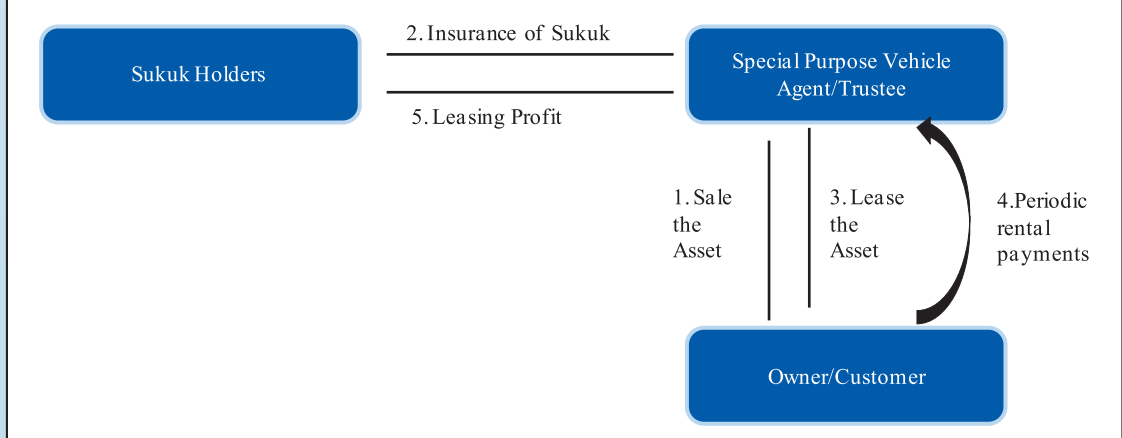 2. Insurance of Sukuk
Sukuk Holders
Special Purpose Vehicle
Agent/Trustee
5. Leasing Profit
1. Sale
the
Asset
3. Lease
the
Asset
4.Periodic
rental
payments
Owner/Customer